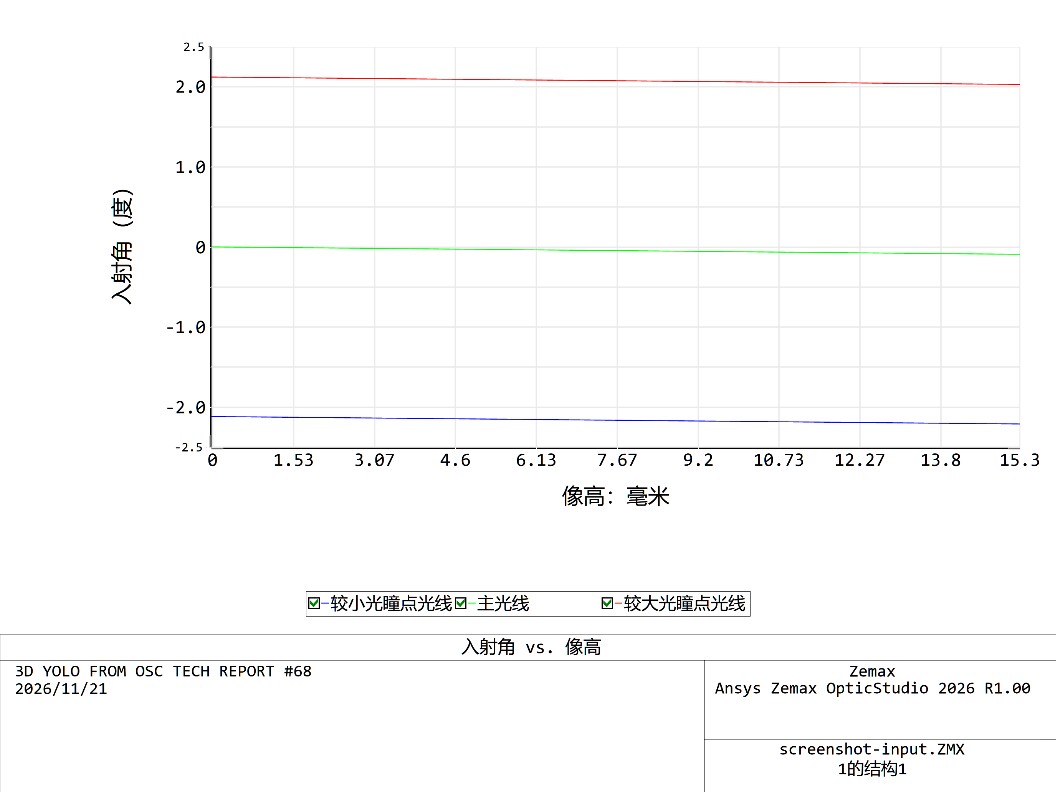 2.5
2.0
1.0
0
-1.0
-2.0
-2.5
入射角 (度)
0 1.53 3.07 4.6 6.13 7.67 9.2 10.73 12.27 13.8 15.3
像高: 毫米
较小光瞳点光线 主光线 较大光瞳点光线
入射角 vs. 像高
3D YOLO FROM OSC TECH REPORT #68
2026/11/21
Zemax
Ansys Zemax OpticStudio 2026 R1.00
screenshot-input.ZMX
1的结构1